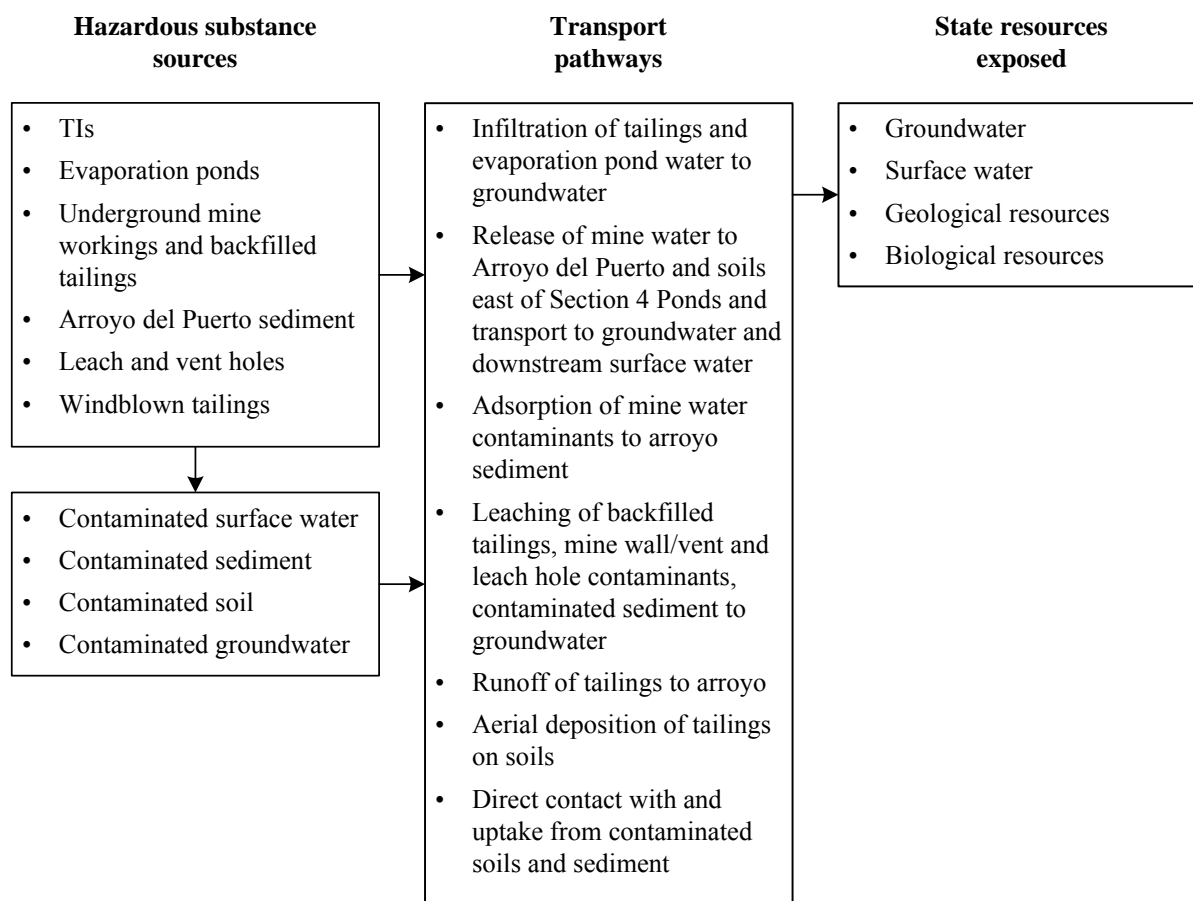 Hazardous substance
sources
• TIs
• Evaporation ponds
• Underground mine
workings and backfilled
tailings
• Arroyo del Puerto sediment
• Leach and vent holes
• Windblown tailings
• Contaminated surface water
• Contaminated sediment
• Contaminated soil
• Contaminated groundwater
Transport
pathways
• Infiltration of tailings and
evaporation pond water to
groundwater
• Release of mine water to
Arroyo del Puerto and soils
east of Section 4 Ponds and
transport to groundwater and
downstream surface water
• Adsorption of mine water
contaminants to arroyo
sediment
• Leaching of backfilled
tailings, mine wall/vent and
leach hole contaminants,
contaminated sediment to
groundwater
• Runoff of tailings to arroyo
• Aerial deposition of tailings
on soils
• Direct contact with and
uptake from contaminated
soils and sediment
State resources
exposed
• Groundwater
• Surface water
• Geological resources
• Biological resources